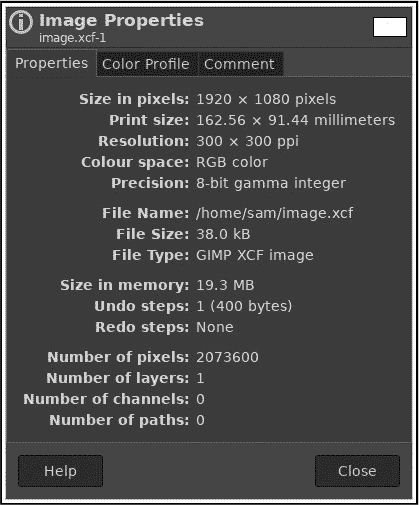 Image Properties
image.xcf-1
Properties Color Profile Comment
Size in pixels: 1920 × 1080 pixels
Print size: 162.56 × 91.44 millimeters
Resolution: 300 × 300 ppi
Colour space: RGB color
Precision: 8-bit gamma integer
File Name: /home/sam/image.xcf
File Size: 38.0 kB
File Type: GIMP XCF image
Size in memory: 19.3 MB
Undo steps: 1 (400 bytes)
Redo steps: None
Number of pixels: 2073600
Number of layers: 1
Number of channels: 0
Number of paths: 0
Help Close